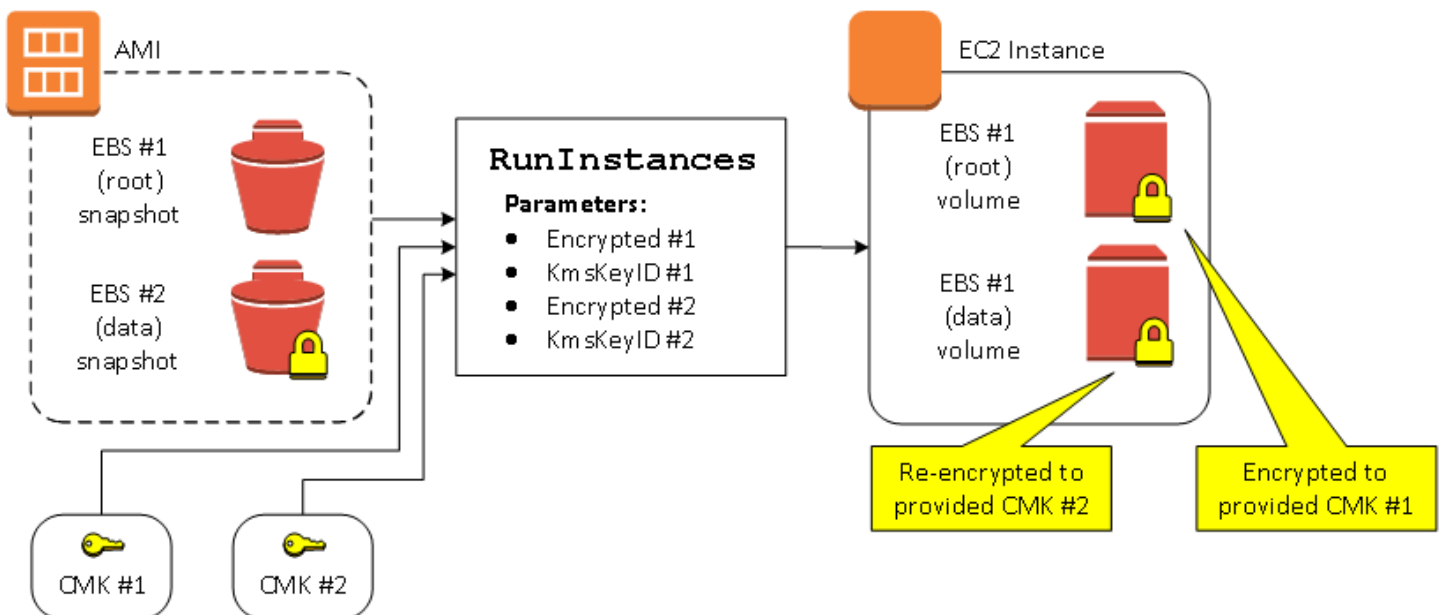 AMI
EBS #1
(root)
snapshot
EBS #2
(data)
snapshot
CMK #1
CMK #2
RunInstances
Parameters:
• Encrypted #1
• KmsKeyID #1
• Encrypted #2
• KmsKeyID #2
EC2 Instance
EBS #1
(root)
volume
EBS #1
(data)
volume
Re-encrypted to
provided CMK #2
Encrypted to
provided CMK #1